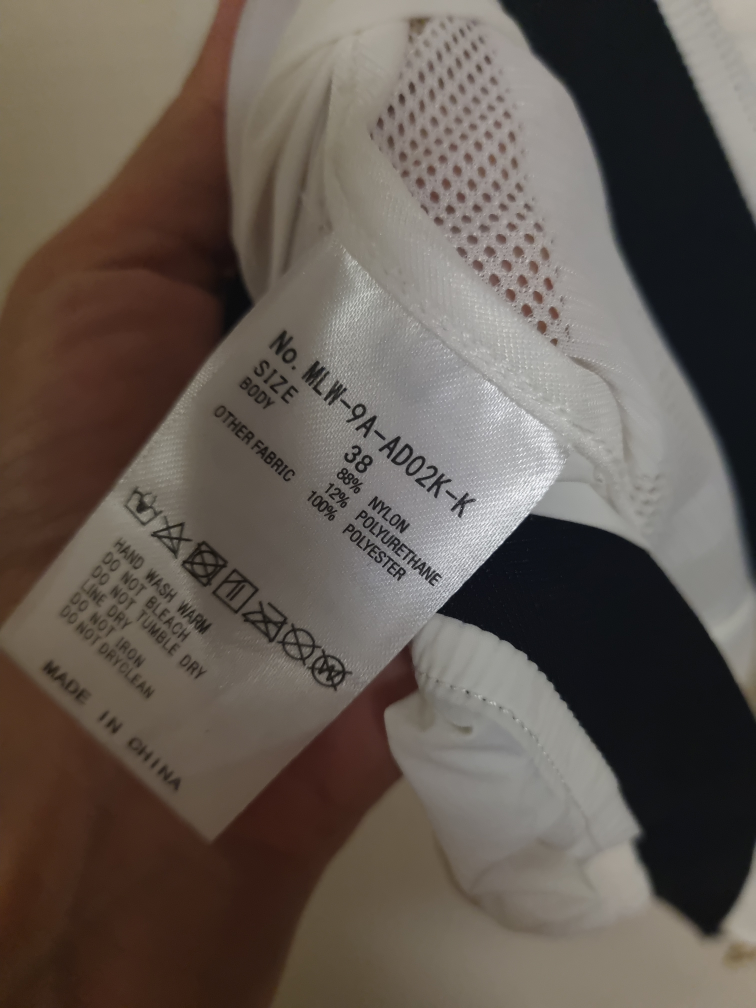 No. MLW-9A-AD02K-K
SIZE 38
BODY 88% NYLON
12% POLYURETHANE
OTHER FABRIC 100% POLYESTER
HAND WASH WARM
DO NOT BLEACH
DO NOT TUMBLE DRY
LINE DRY
DO NOT IRON
DO NOT DRYCLEAN
MADE IN CHINA